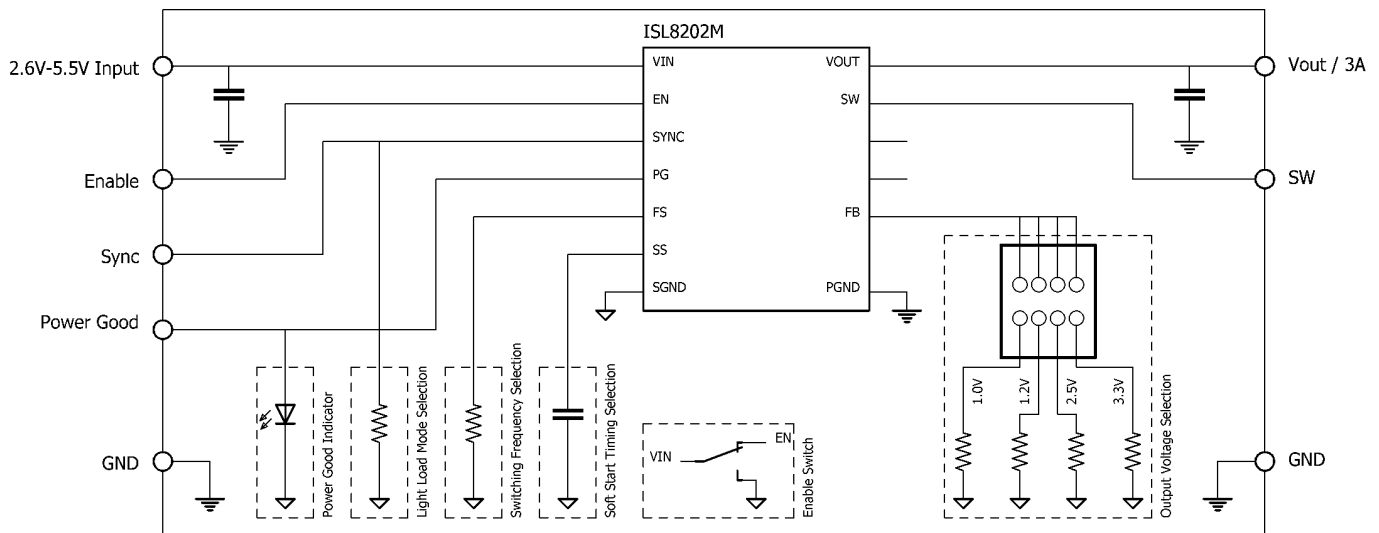 ISL8202M
2.6V-5.5V Input
Enable
Sync
Power Good
GND
VIN
EN
SYNC
PG
FS
SS
SGND
VOUT
SW
FB
PGND
Vout / 3A
SW
GND
Power Good Indicator
Light Load Mode Selection
Switching Frequency Selection
Soft Start Timing Selection
VIN
EN
Enable Switch
1.0V
1.2V
2.5V
3.3V
Output Voltage Selection